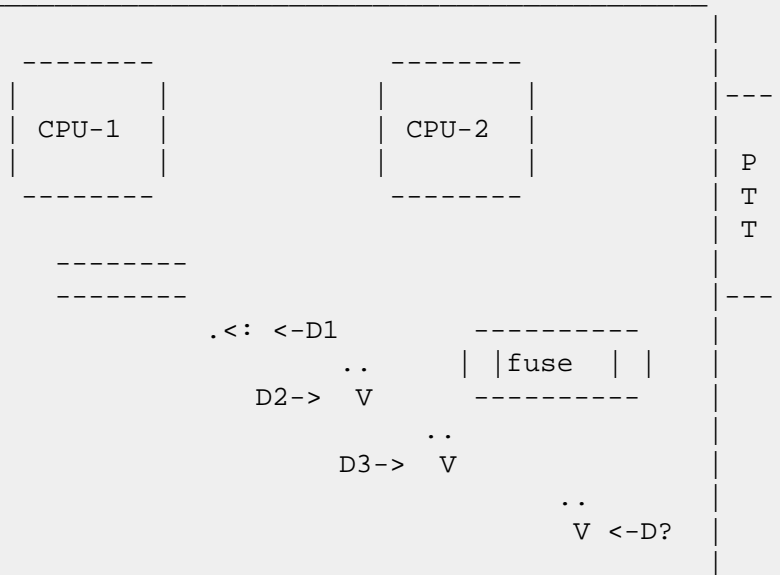 CPU-1 CPU-2
P
T
T
.<: <-D1
.. | |fuse | |
D2-> V
..
D3-> V
..
V <-D?